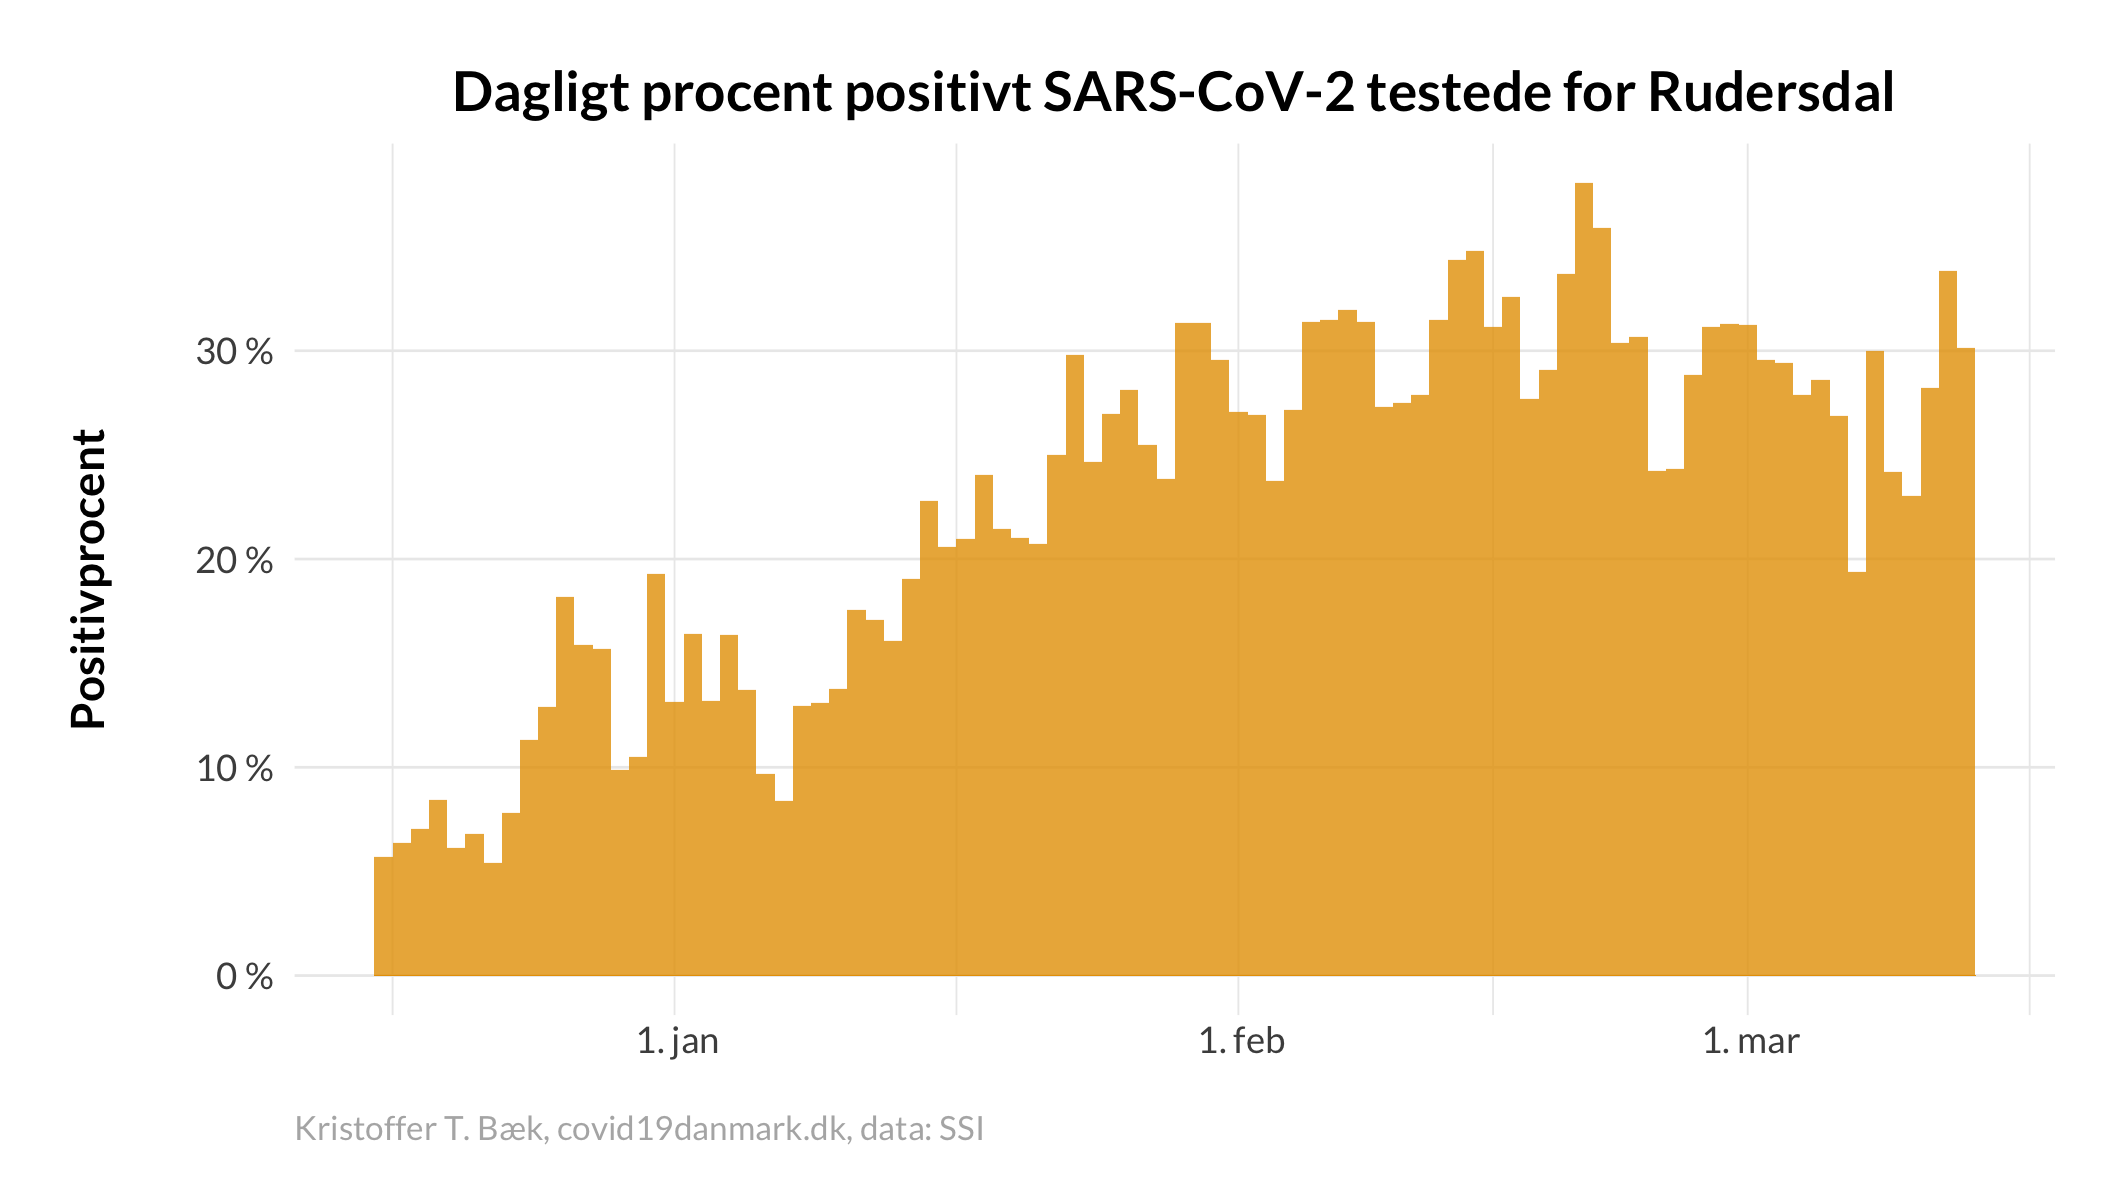 Dagligt procent positivt SARS-CoV-2 testede for Rudersdal
Positivprocent
30 %
20 %
10 %
0 %
1. jan
1. feb
1. mar
Kristoffer T. Bæk, covid19danmark.dk, data: SSI